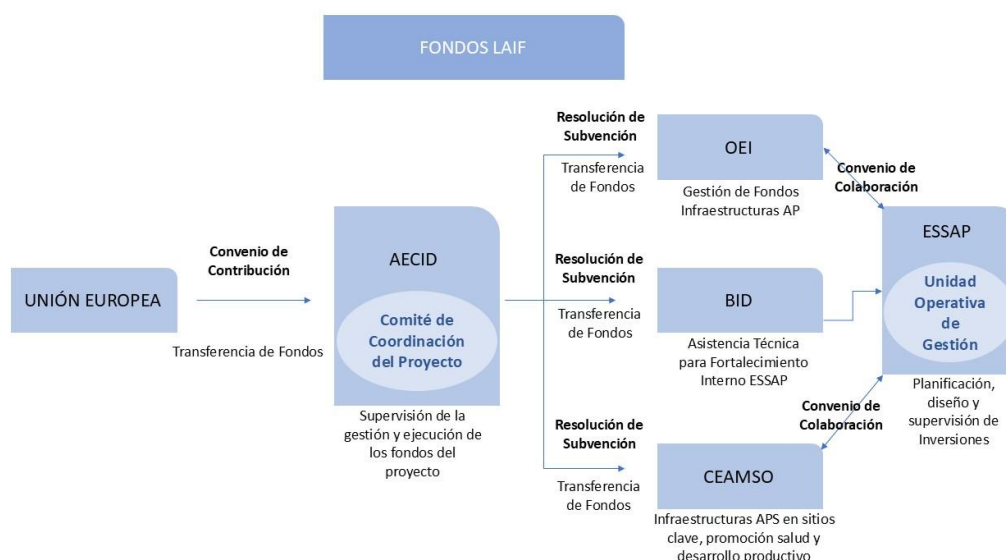 FONDOS LAIF
UNIÓN EUROPEA
Convenio de
Contribución
Transferencia de Fondos
AECID
Comité de
Coordinación
del Proyecto
Supervisión de la
gestión y ejecución de
los fondos del
proyecto
Resolución de
Subvención
Transferencia
de Fondos
OEI
Gestión de Fondos
Infraestructuras AP
Convenio de
Colaboración
Resolución de
Subvención
Transferencia
de Fondos
BID
Asistencia Técnica
para Fortalecimiento
Interno ESSAP
Resolución de
Subvención
Transferencia
de Fondos
CEAMSO
Infraestructuras APS en sitios
clave, promoción salud y
desarrollo productivo
Convenio de
Colaboración
ESSAP
Unidad
Operativa
de
Gestión
Planificación,
diseño y
supervisión de
Inversiones